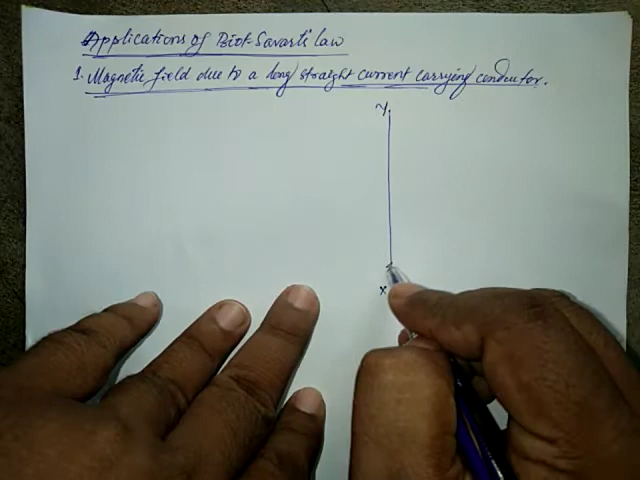 Applications of Biot-Savart's law
1. Magnetic field due to a long straight current carrying conductor.
Y
X